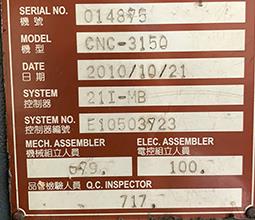 SERIAL NO. 014875
機號
MODEL CNC-3150
機型
DATE 2010/10/21
日期
SYSTEM 21I-MB
控制器
SYSTEM NO. E10503723
控制器編號
MECH. ASSEMBLER ELEC. ASSEMBLER
機械組立人員 電控組立人員
079. 100.
品管檢驗人員 Q.C. INSPECTOR
717.